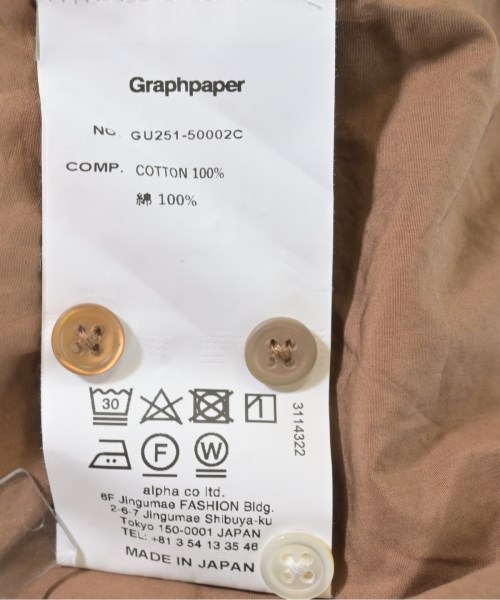 Graphpaper
NO. GU251-50002C
COMP. COTTON 100%
綿 100%
30
3114322
F
W
alpha co ltd.
6F Jingumae FASHION Bldg.
2-6-7 Jingumae Shibuya-ku
Tokyo 150-0001 JAPAN
TEL: +81 3 54 13 35 46
MADE IN JAPAN